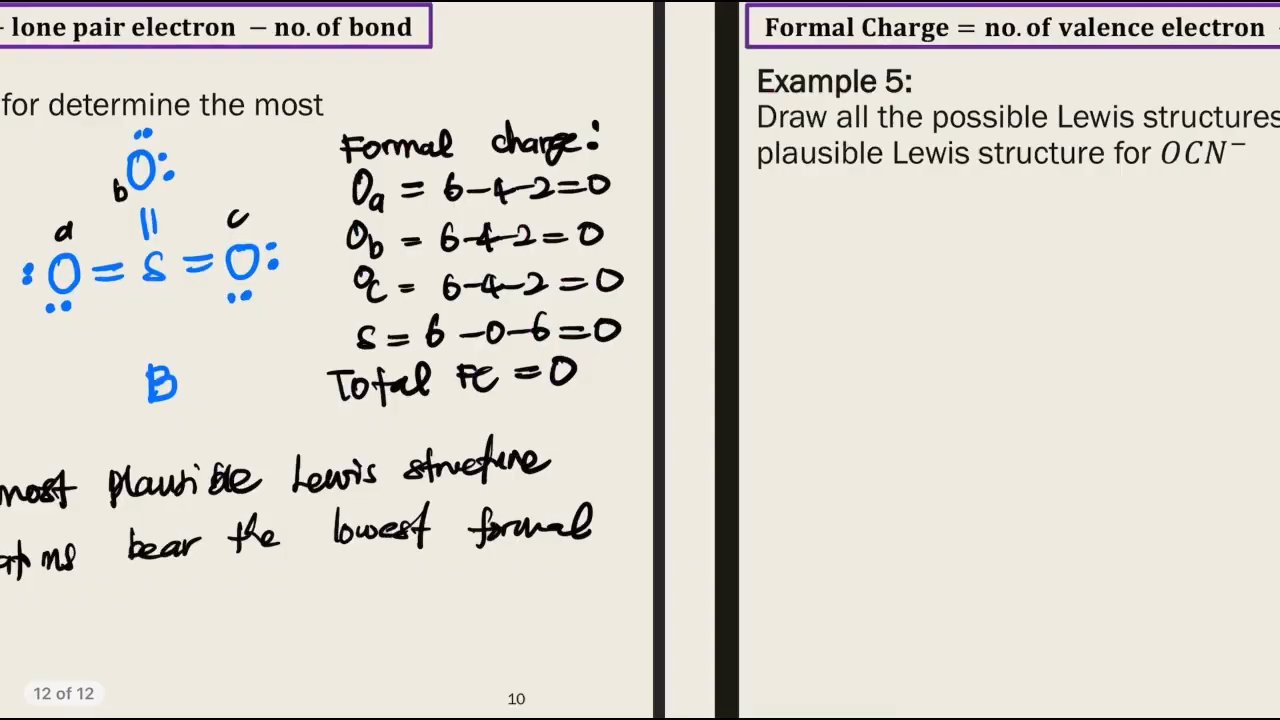 lone pair electron − no. of bond
for determine the most
b O
a c
O = S = O
B
Formal charge:
Oa = 6-4-2=0
Ob = 6-4-2=0
Oc = 6-4-2=0
S = 6-0-6=0
Total FC = 0
most plausible Lewis structure
bear the lowest formal
12 of 12
10
Formal Charge = no. of valence electron
Example 5:
Draw all the possible Lewis structures
plausible Lewis structure for OCN⁻